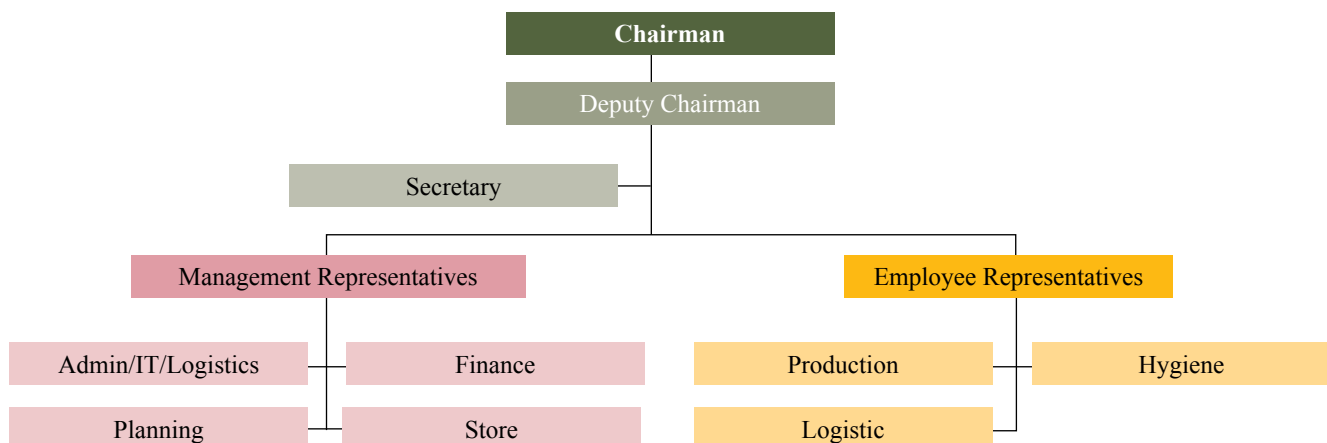 Chairman
Deputy Chairman
Secretary
Management Representatives
Employee Representatives
Admin/IT/Logistics
Finance
Production
Hygiene
Planning
Store
Logistic